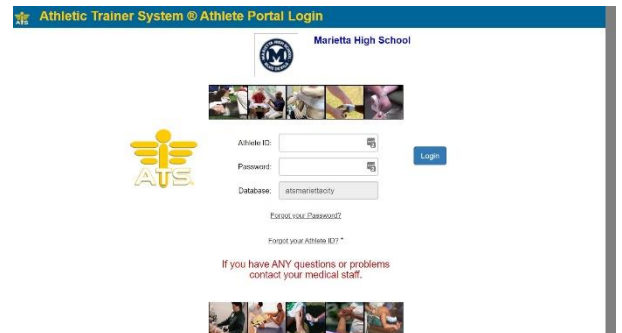 ATS
Athletic Trainer System ® Athlete Portal Login
Marietta High School
M
ATS
Athlete ID:
Password:
Login
Database: atsmariettacity
Forgot your Password?
Forgot your Athlete ID? *
If you have ANY questions or problems
contact your medical staff.